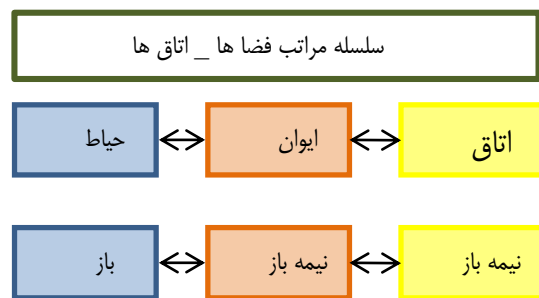 سلسله مراتب فضا ها _ اتاق ها
اتاق ایوان حیاط
نیمه باز نیمه باز باز